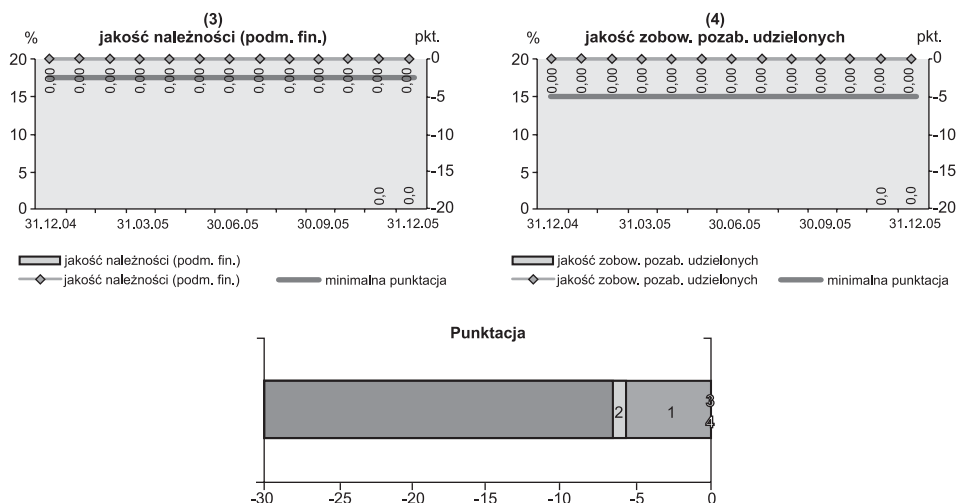 (3)
jakość należności (podm. fin.)
% pkt.
20 0
15 -5
10 -10
5 -15
0 -20
0,00 0,00 0,00 0,00 0,00 0,00 0,00 0,00 0,00 0,00 0,00 0,00 0,00
0,0 0,0
31.12.04 31.03.05 30.06.05 30.09.05 31.12.05
jakość należności (podm. fin.)
jakość należności (podm. fin.) minimalna punktacja
(4)
jakość zobow. pozab. udzielonych
% pkt.
20 0
15 -5
10 -10
5 -15
0 -20
0,00 0,00 0,00 0,00 0,00 0,00 0,00 0,00 0,00 0,00 0,00 0,00 0,00
0,0 0,0
31.12.04 31.03.05 30.06.05 30.09.05 31.12.05
jakość zobow. pozab. udzielonych
jakość zobow. pozab. udzielonych minimalna punktacja
Punktacja
2 1 3
4
-30 -25 -20 -15 -10 -5 0